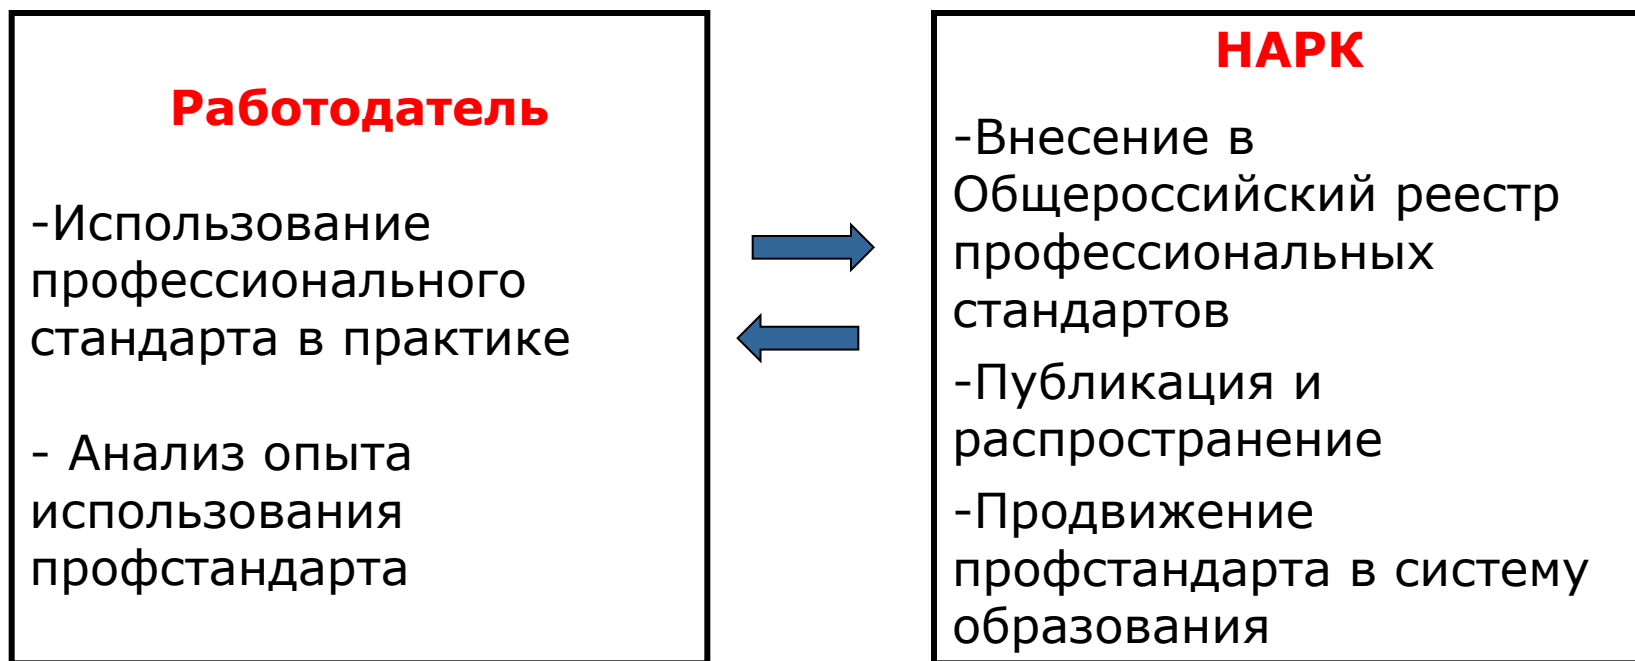 Работодатель
-Использование
профессионального
стандарта в практике
- Анализ опыта
использования
профстандарта
НАРК
-Внесение в
Общероссийский реестр
профессиональных
стандартов
-Публикация и
распространение
-Продвижение
профстандарта в систему
образования